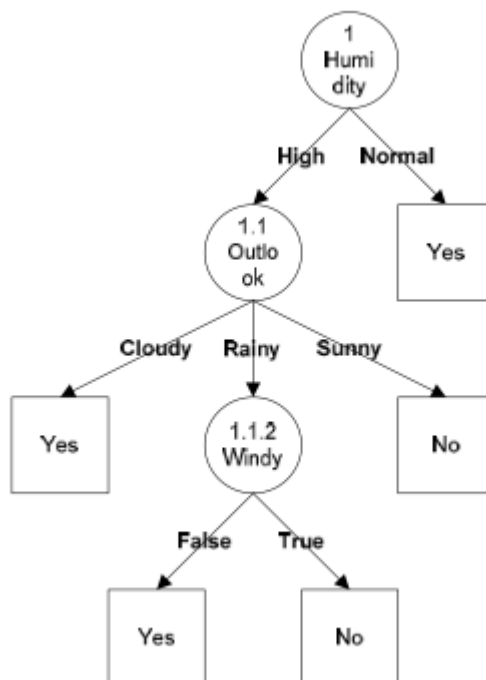 1
Humi
dity
High
Normal
1.1
Outlo
ok
Yes
Cloudy
Rainy
Sunny
Yes
1.1.2
Windy
No
False
True
Yes
No